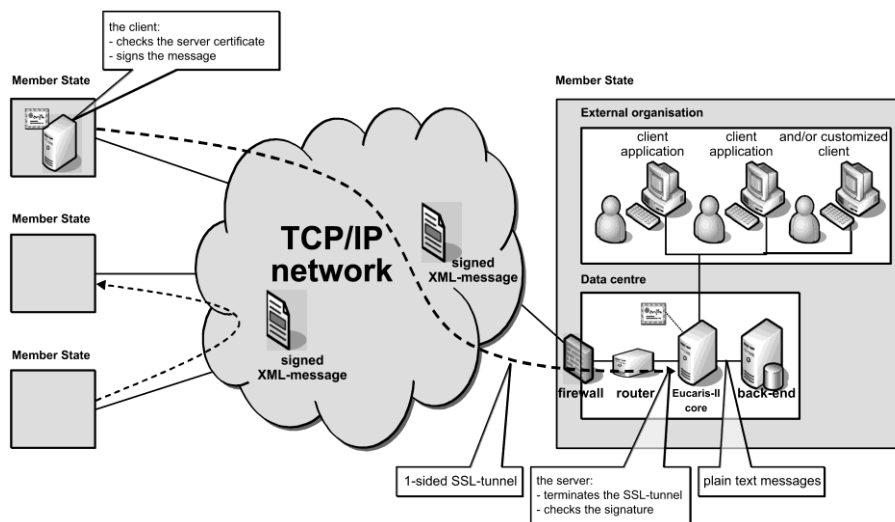 the client:
- checks the server certificate
- signs the message
Member State
Member State
Member State
TCP/IP
network
signed
XML-message
signed
XML-message
Member State
External organisation
client
application
client
application
and/or customized
client
Data centre
firewall
router
Eucaris-II
core
back-end
1-sided SSL-tunnel
the server:
- terminates the SSL-tunnel
- checks the signature
plain text messages